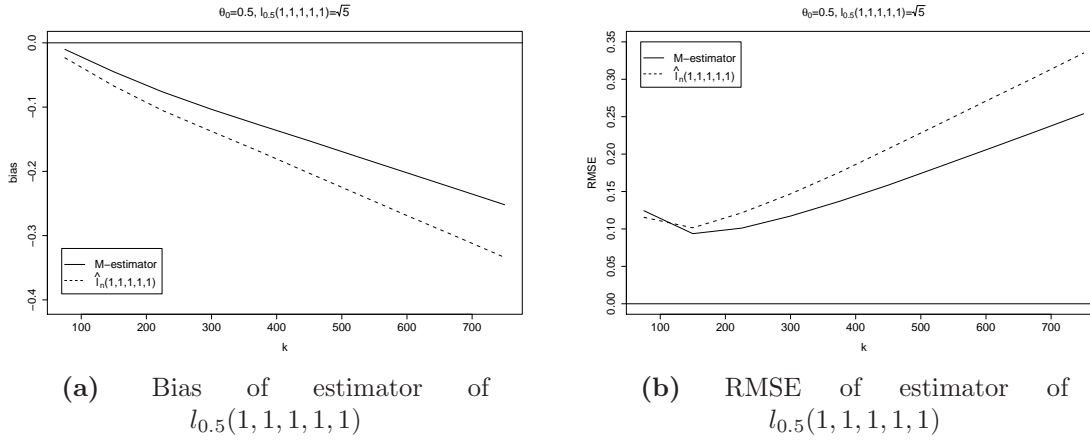 θ₀=0.5, l₀.₅(1,1,1,1,1)=√5
bias
0.0
−0.1
−0.2
−0.3
−0.4
M−estimator
l̂ₙ(1,1,1,1,1)
100 200 300 400 500 600 700
k
(a) Bias of estimator of
l₀.₅(1, 1, 1, 1, 1)
θ₀=0.5, l₀.₅(1,1,1,1,1)=√5
RMSE
0.35
0.30
0.25
0.20
0.15
0.10
0.05
0.00
M−estimator
l̂ₙ(1,1,1,1,1)
100 200 300 400 500 600 700
k
(b) RMSE of estimator of
l₀.₅(1, 1, 1, 1, 1)